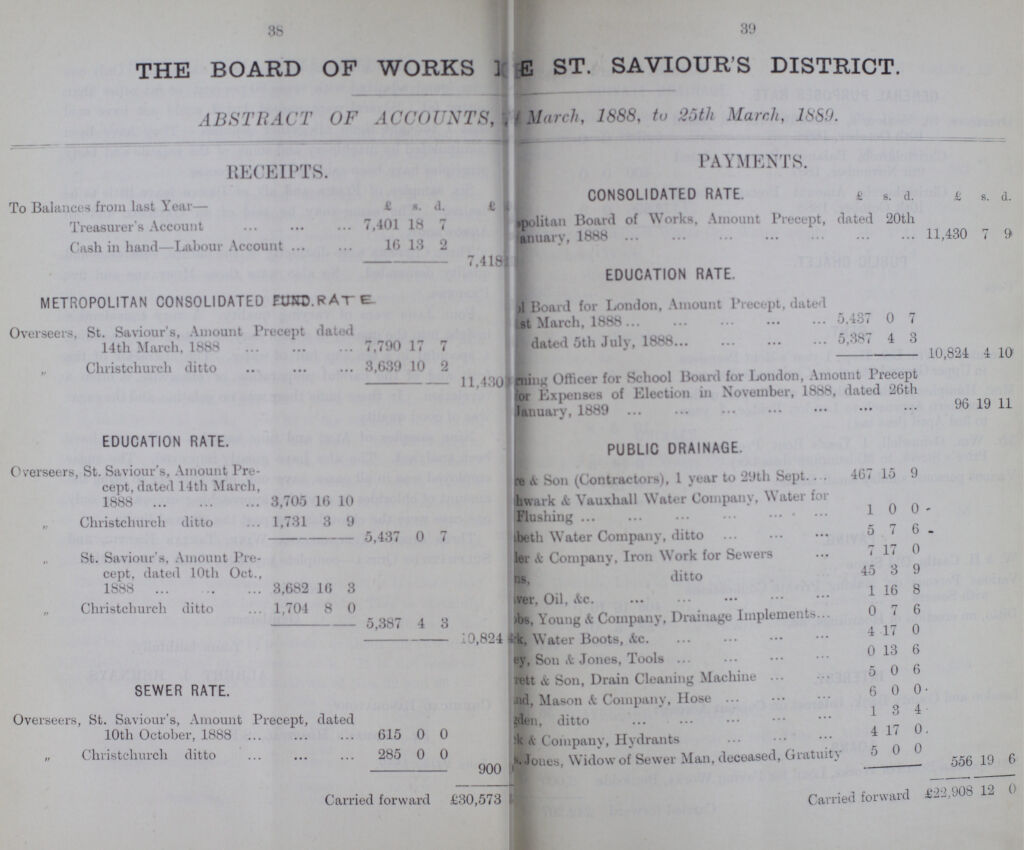 38
THE BOARD OF WORKS
ABSTRACT OF ACCOUNTS,
RECEIPTS.
£ s. d. £
To Balances from last Year—
Treasurer's Account ... ... ... 7,401 18 7
Cash in hand—Labour Account ... ... 16 13 2
7,418
METROPOLITAN CONSOLIDATED FUND. RATE
Overseers, St. Saviour's, Amount Precept dated
14th March, 1888 ... ... ... 7,790 17 7
„ Christchurch ditto ... ... ... 3,639 10 2
11,430
EDUCATION RATE.
Overseers, St. Saviour's, Amount Pre-
cept, dated 14th March,
1888 ... ... ... 3,705 16 10
„ Christchurch ditto ... 1,731 3 9
5,437 0 7
„ St. Saviour's, Amount Pre-
cept, dated 10th Oct.,
1888 ... ... ... 3,682 16 3
„ Christchurch ditto ... 1,704 8 0
5,387 4 3
10,824
SEWER RATE.
Overseers, St. Saviour's, Amount Precept, dated
10th October, 1888 ... ... ... 615 0 0
„ Christchurch ditto ... ... ... 285 0 0
900
Carried forward £30,573
39
E ST. SAVIOUR'S DISTRICT.
March, 1888, to 25th March, 1889.
PAYMENTS.
CONSOLIDATED RATE. £ s. d. £ s. d.
politan Board of Works, Amount Precept, dated 20th
anuary, 1888 ... ... ... ... ... ... ... 11,430 7 9
EDUCATION RATE.
l Board for London, Amount Precept, dated
st March, 1888 ... ... ... ... ... 5,437 0 7
dated 5th July, 1888... ... ... ... 5,387 4 3
10,824 4 10
ning Officer for School Board for London, Amount Precept
or Expenses of Election in November, 1888, dated 26th
January, 1889 ... ... ... ... ... ... ... 96 19 11
PUBLIC DRAINAGE.
re & Son (Contractors), 1 year to 29th Sept. ... 467 15 9
hwark & Vauxhall Water Company, Water for
Flushing ... ... ... ... ... ... 1 0 0
beth Water Company, ditto ... ... ... 5 7 6
ler & Company, Iron Work for Sewers ... 7 17 0
ns, ditto 45 3 9
ver, Oil, &c. ... ... ... ... ... 1 16 8
bs, Young & Company, Drainage Implements... 0 7 6
k, Water Boots, &c. ... ... ... ... 4 17 0
ey, Son & Jones, Tools ... ... ... ... 0 13 6
rett & Son, Drain Cleaning Machine ... ... 5 0 6
nd, Mason & Company, Hose ... ... ... 6 0 0
den, ditto ... ... ... ... ... 1 3 4
k & Company, Hydrants ... ... ... 4 17 0
s. Jones, Widow of Sewer Man, deceased, Gratuity 5 0 0
556 19 6
Carried forward £22,908 12 0